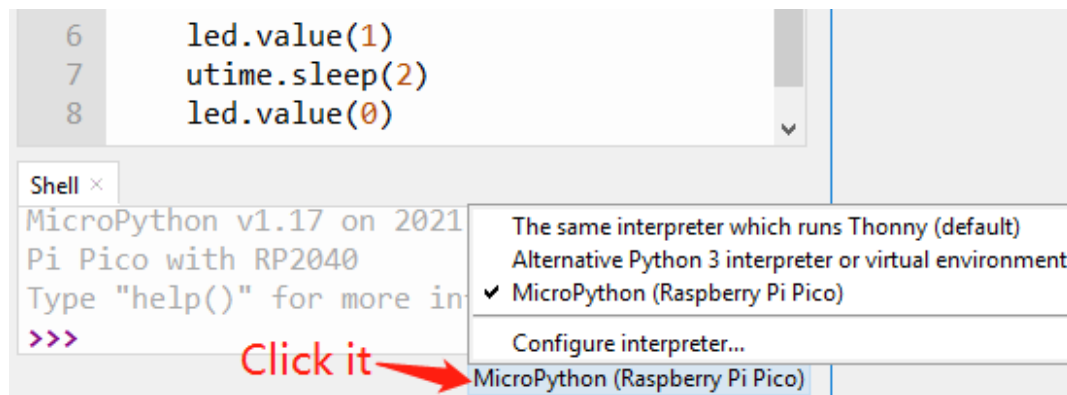 6 led.value(1)
7 utime.sleep(2)
8 led.value(0)
Shell
MicroPython v1.17 on 2021
Pi Pico with RP2040
Type "help()" for more in
>>>
The same interpreter which runs Thonny (default)
Alternative Python 3 interpreter or virtual environment
✓ MicroPython (Raspberry Pi Pico)
Configure interpreter...
Click it
MicroPython (Raspberry Pi Pico)